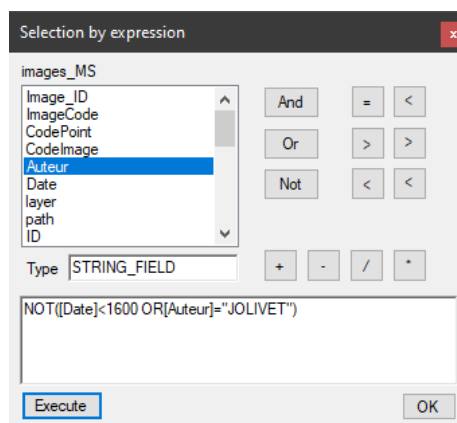 Selection by expression
x
images_MS
Image_ID
ImageCode
CodePoint
CodeImage
Auteur
Date
layer
path
ID
And
=
<
Or
>
>
Not
<
<
Type
STRING_FIELD
+
-
/
*
NOT([Date]<1600 OR[Auteur]="JOLIVET")
Execute
OK